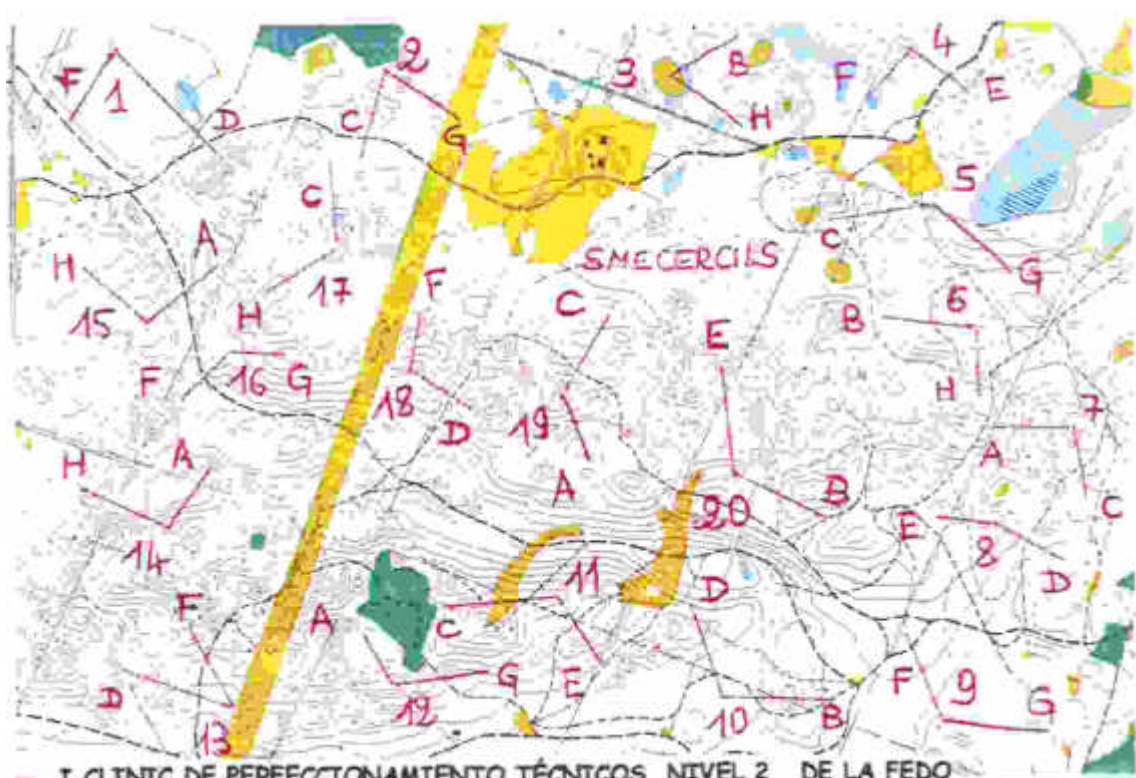 F 1 D C 2 G 3 B H F 4 E
5
C G
SMECERCILS
H A 15
C H 17
F
C
E
B 6 H
F 16 G
18 D
19 A
7 A C
H A 14
20 B
E 8 D
F D 13
A C 11 E
G 12
D 10 B
F 9 G
I CLINIC DE PERFECCIONAMIENTO TÉCNICOS NIVEL 2 DE LA FEDO